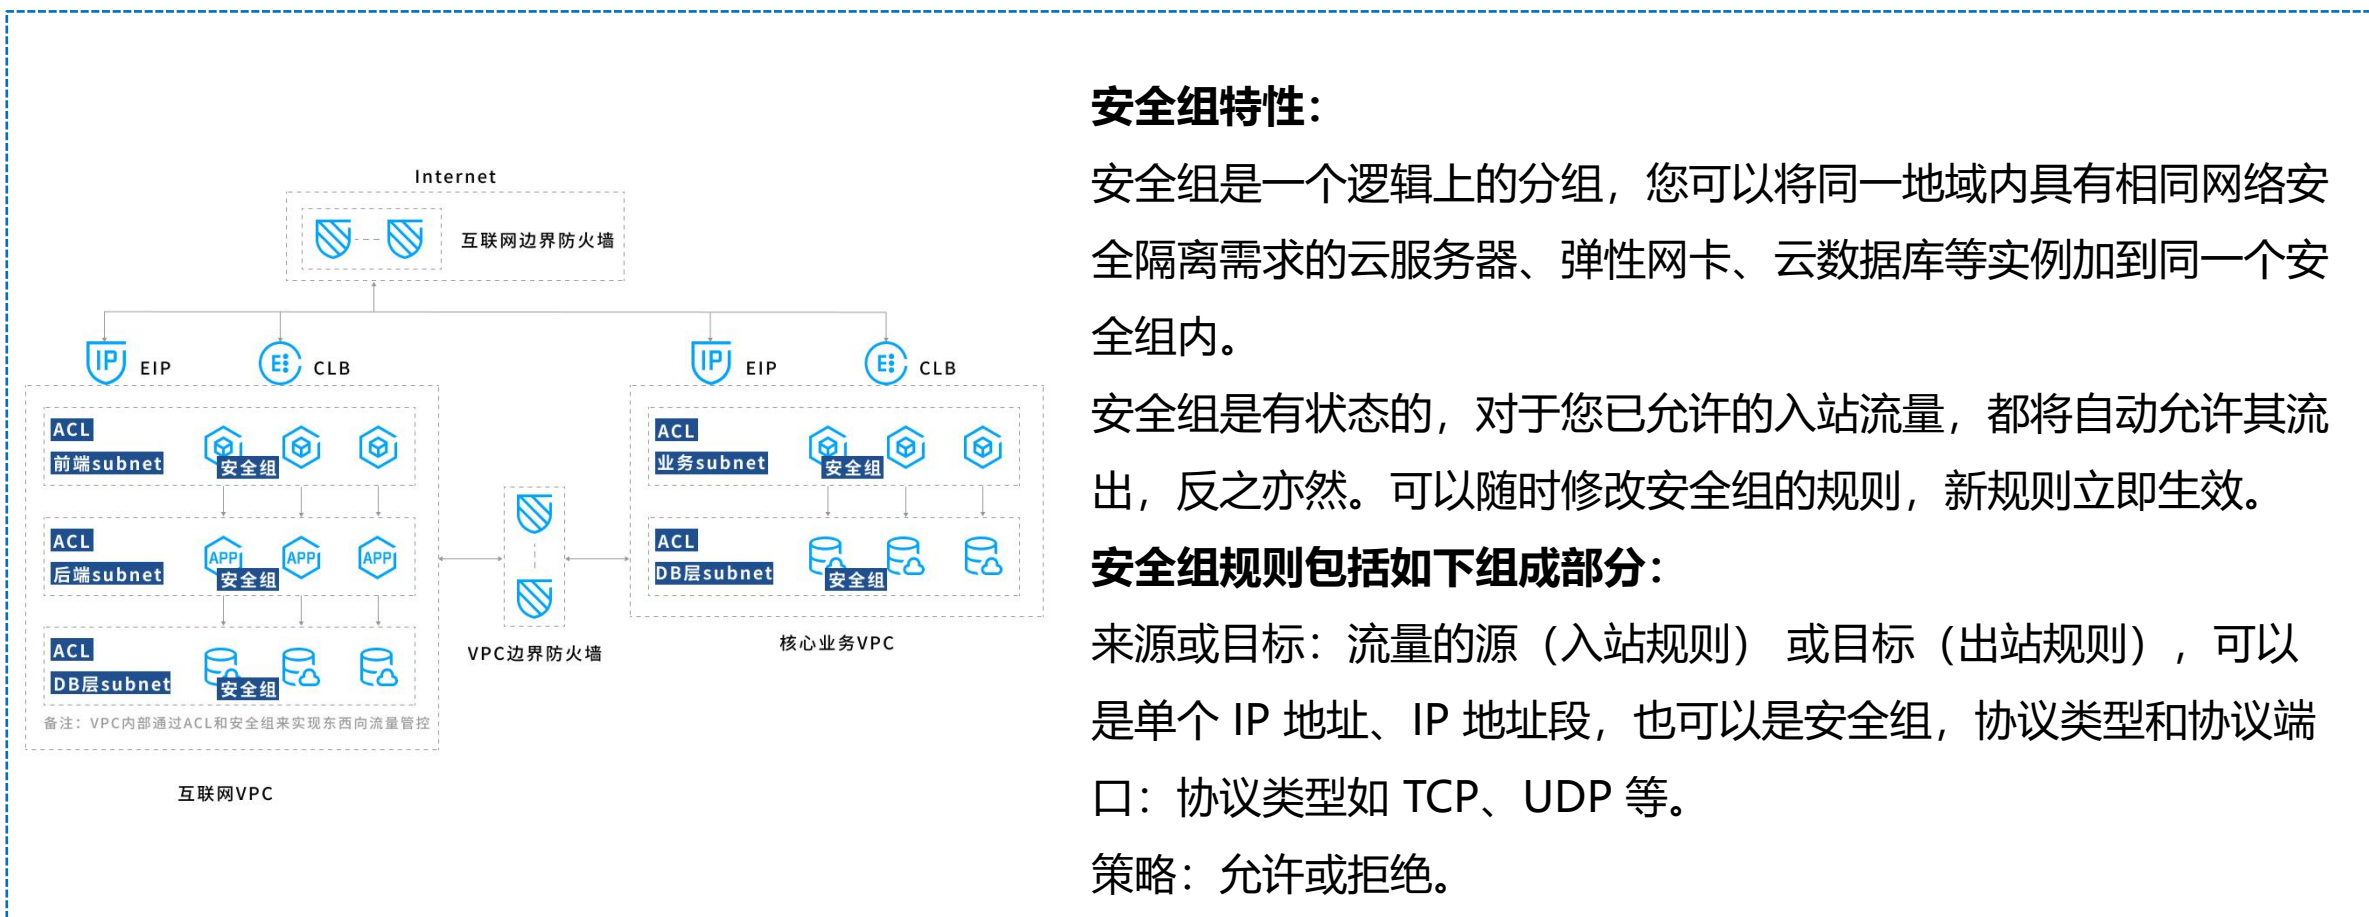 Internet
互联网边界防火墙
EIP
CLB
EIP
CLB
ACL
前端subnet
安全组
ACL
后端subnet
APP
APP
APP
安全组
ACL
DB层subnet
安全组
备注：VPC内部通过ACL和安全组来实现东西向流量管控
互联网VPC
VPC边界防火墙
ACL
业务subnet
安全组
ACL
DB层subnet
安全组
核心业务VPC
安全组特性：
安全组是一个逻辑上的分组，您可以将同一地域内具有相同网络安
全隔离需求的云服务器、弹性网卡、云数据库等实例加到同一个安
全组内。
安全组是有状态的，对于您已允许的入站流量，都将自动允许其流
出，反之亦然。可以随时修改安全组的规则，新规则立即生效。
安全组规则包括如下组成部分：
来源或目标：流量的源（入站规则） 或目标（出站规则），可以
是单个 IP 地址、IP 地址段，也可以是安全组，协议类型和协议端
口：协议类型如 TCP、UDP 等。
策略：允许或拒绝。